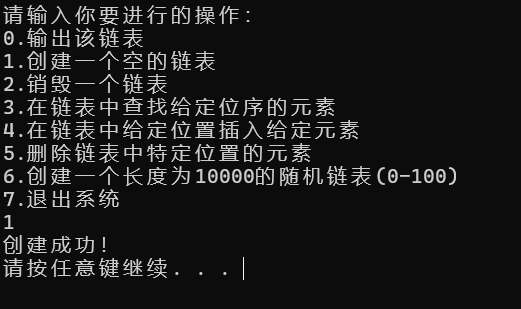 请输入你要进行的操作:
0.输出该链表
1.创建一个空的链表
2.销毁一个链表
3.在链表中查找给定位序的元素
4.在链表中给定位置插入给定元素
5.删除链表中特定位置的元素
6.创建一个长度为10000的随机链表(0-100)
7.退出系统
1
创建成功!
请按任意键继续. . .